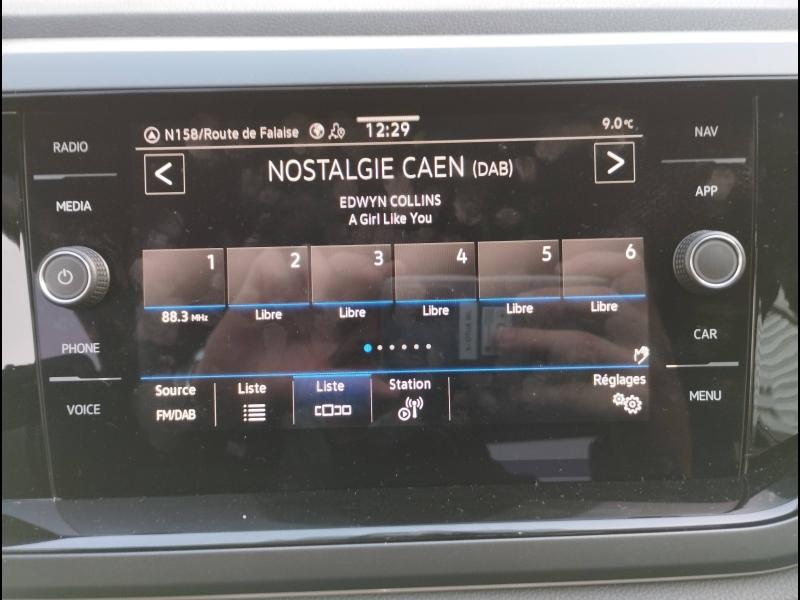 RADIO
MEDIA
PHONE
VOICE
N158/Route de Falaise 12:29 9.0°C
< NOSTALGIE CAEN (DAB) >
EDWYN COLLINS
A Girl Like You
1 2 3 4 5 6
88.3 MHz Libre Libre Libre Libre Libre
Source Liste Liste Station Réglages
FM/DAB
NAV
APP
CAR
MENU